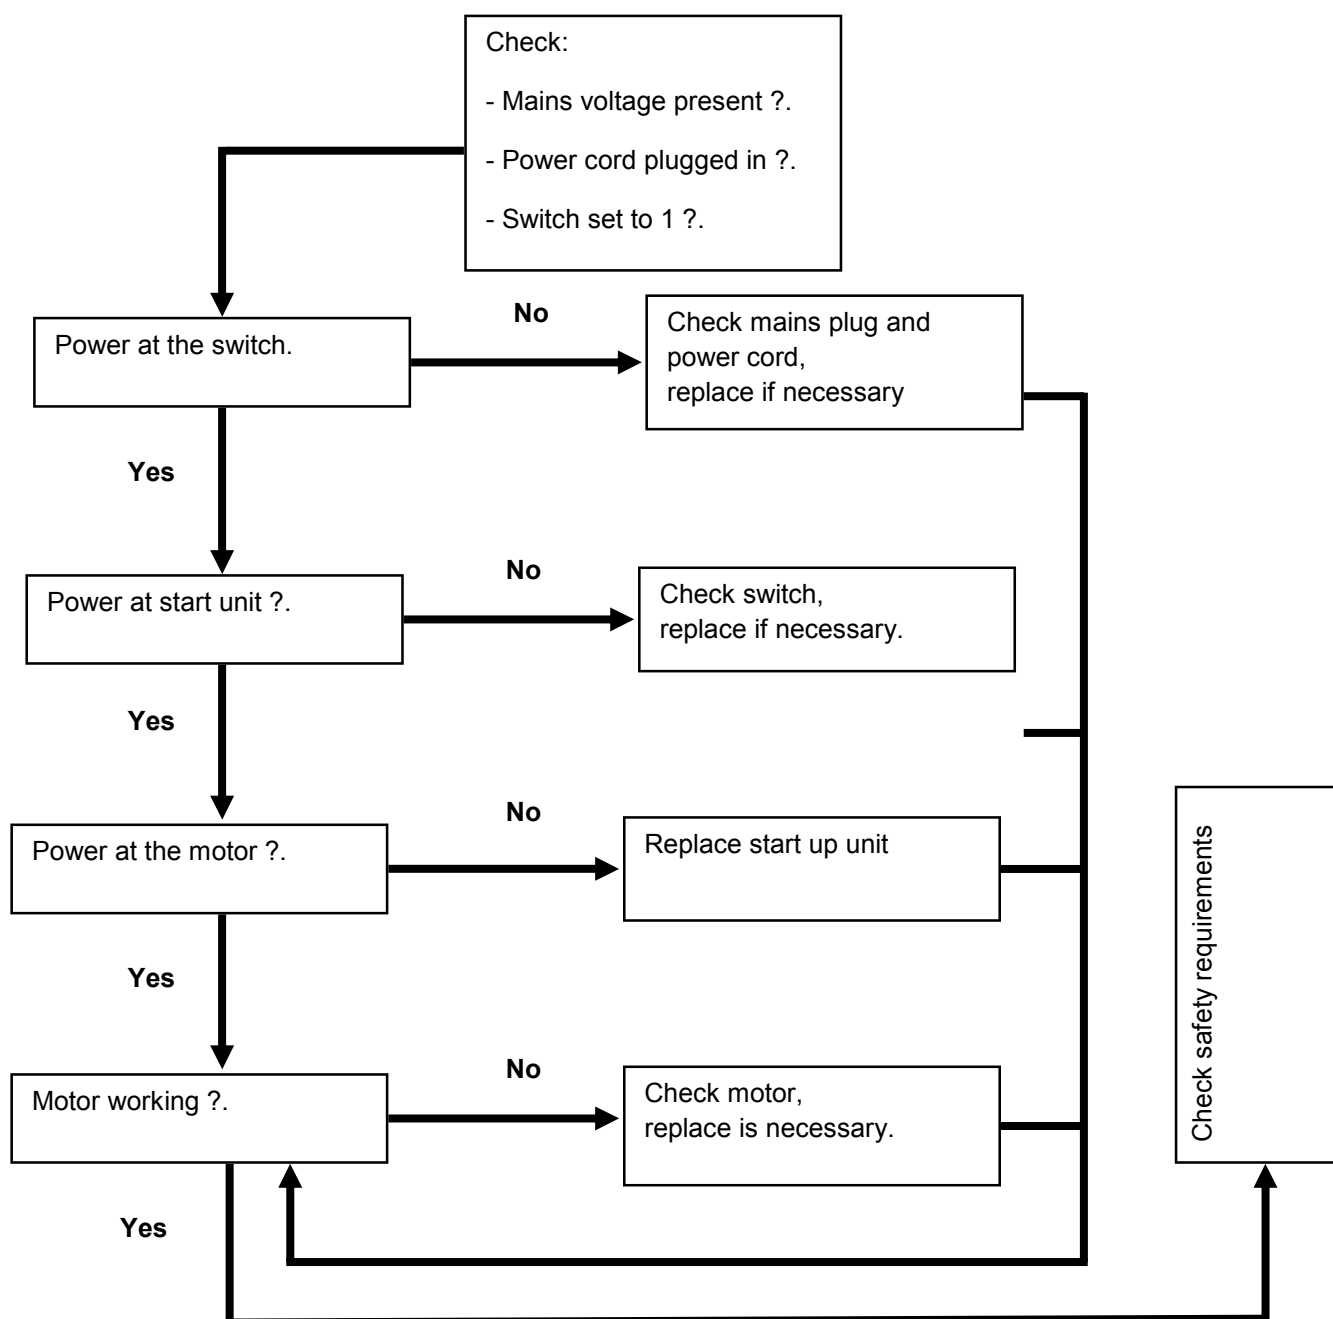 Check:
- Mains voltage present ?.
- Power cord plugged in ?.
- Switch set to 1 ?.
No
Power at the switch.
Check mains plug and
power cord,
replace if necessary
Yes
No
Power at start unit ?.
Check switch,
replace if necessary.
Yes
No
Power at the motor ?.
Replace start up unit
Check safety requirements
Yes
No
Motor working ?.
Check motor,
replace is necessary.
Yes